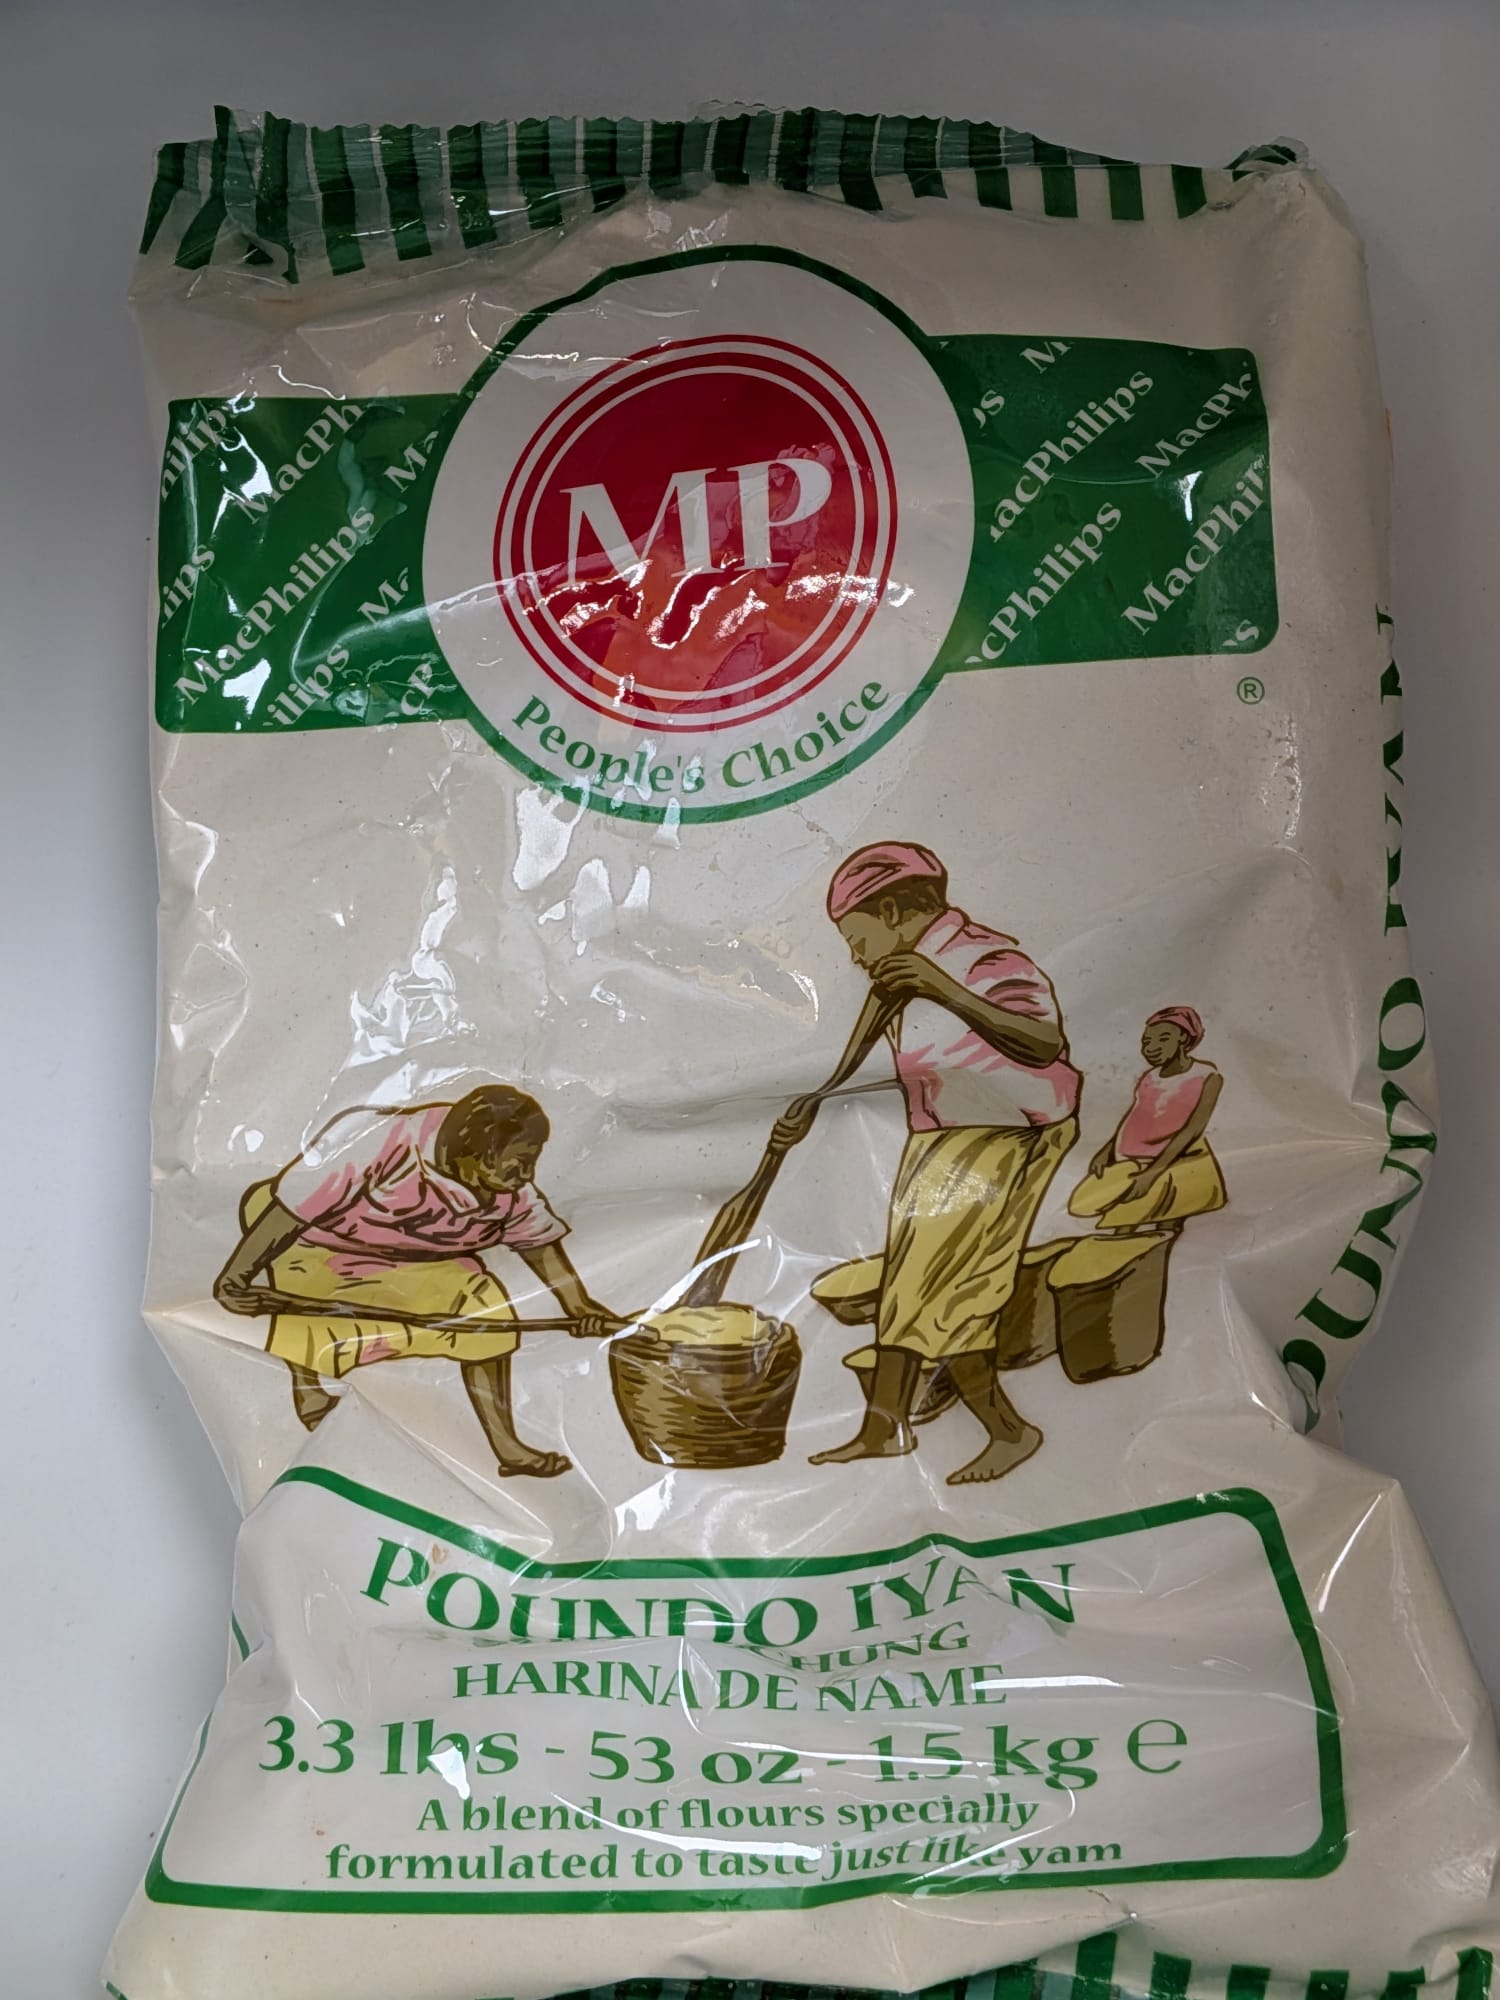 MacPhilips
MP
People's Choice
®
POUNDO IYAN
HARINA DE NAME
3.3 lbs - 53 oz - 1.5 kg ℮
A blend of flours specially
formulated to taste just like yam